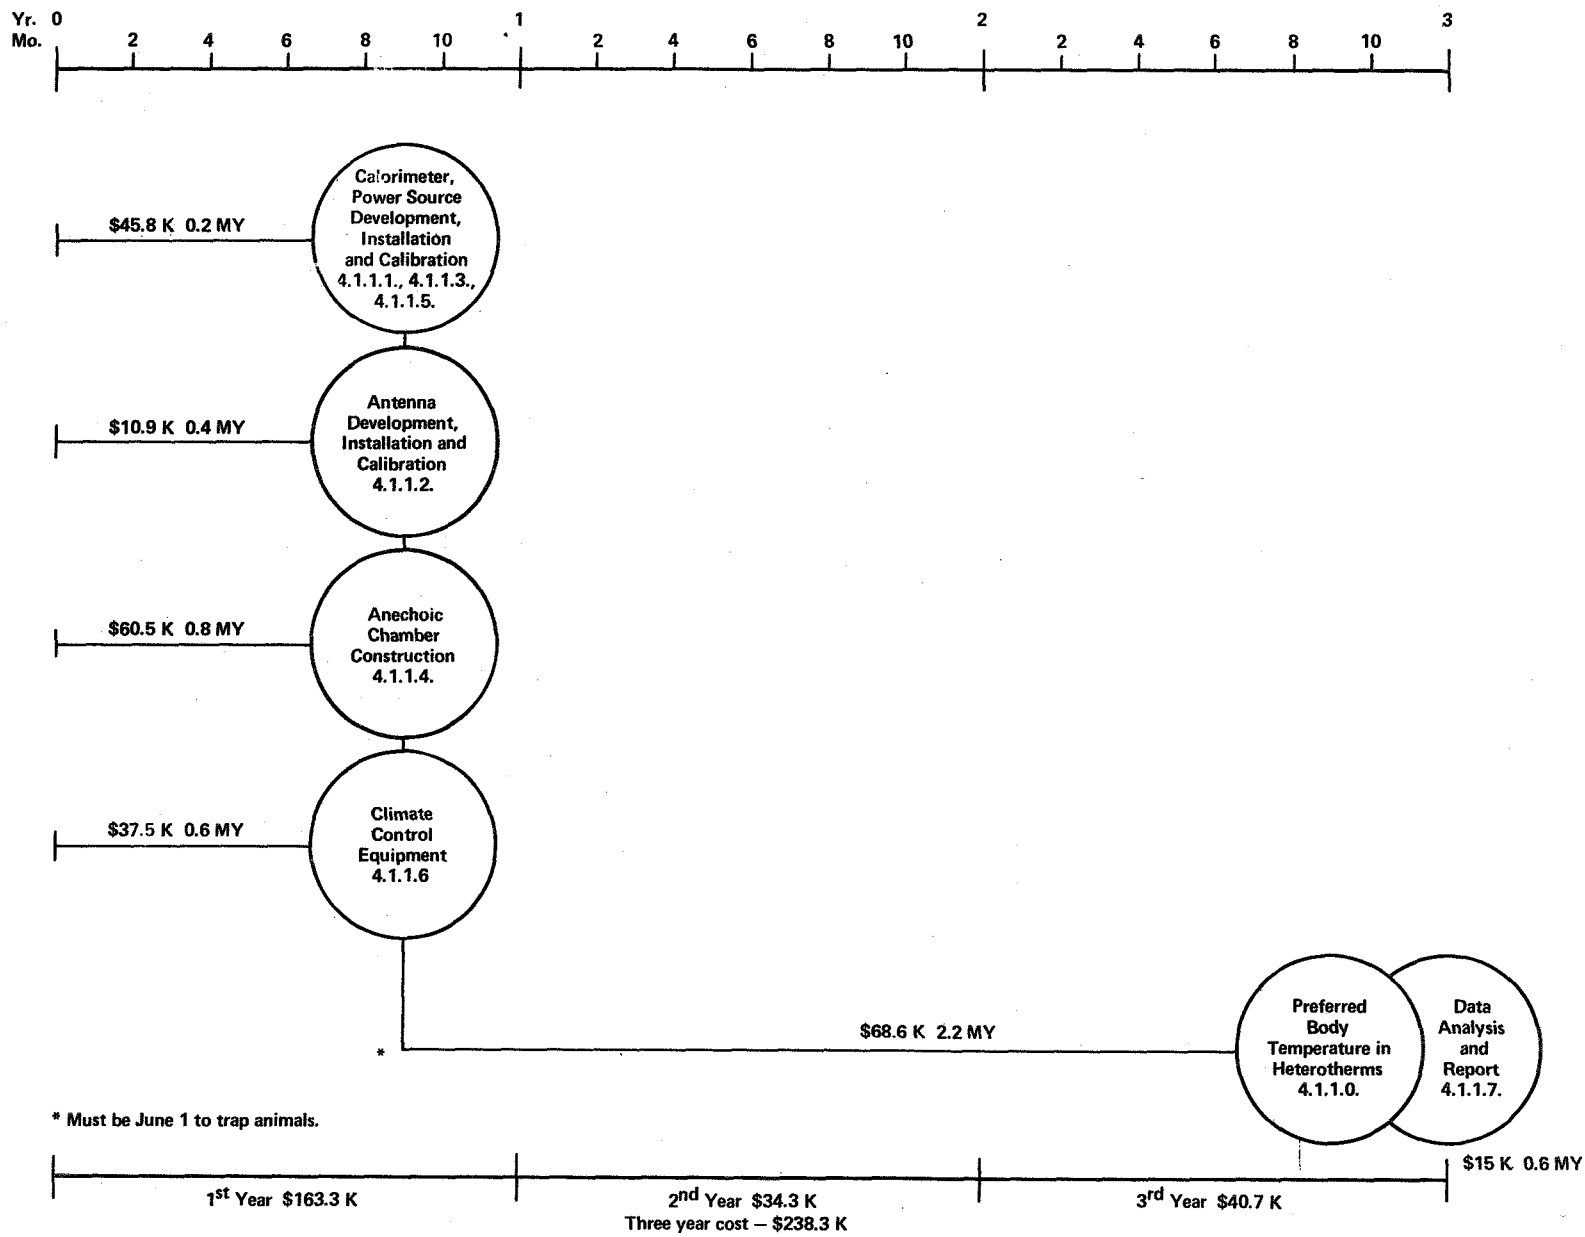 Yr. 0 1 2 3
Mo. 2 4 6 8 10 2 4 6 8 10 2 4 6 8 10
Calorimeter,
Power Source
Development,
Installation
and Calibration
4.1.1.1., 4.1.1.3.,
4.1.1.5.
$45.8 K 0.2 MY
Antenna
Development,
Installation and
Calibration
4.1.1.2.
$10.9 K 0.4 MY
Anechoic
Chamber
Construction
4.1.1.4.
$60.5 K 0.8 MY
Climate
Control
Equipment
4.1.1.6
$37.5 K 0.6 MY
* $68.6 K 2.2 MY
Preferred
Body
Temperature in
Heterotherms
4.1.1.0.
Data
Analysis
and
Report
4.1.1.7.
* Must be June 1 to trap animals.
$15 K 0.6 MY
1st Year $163.3 K 2nd Year $34.3 K 3rd Year $40.7 K
Three year cost — $238.3 K